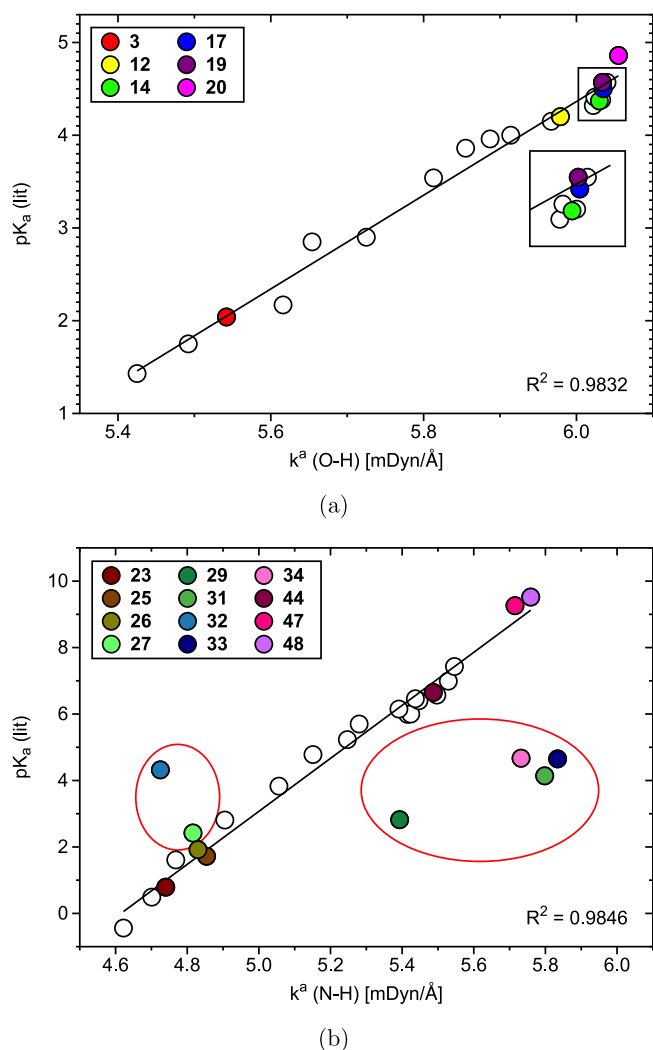 5
3 17
12 19
14 20
4
pKₐ (lit)
3
2
R² = 0.9832
1
5.4 5.6 5.8 6.0
kᵃ (O-H) [mDyn/Å]
(a)
10
23 29 34
25 31 44
26 32 47
27 33 48
8
6
pKₐ (lit)
4
2
0
R² = 0.9846
4.6 4.8 5.0 5.2 5.4 5.6 5.8 6.0
kᵃ (N-H) [mDyn/Å]
(b)